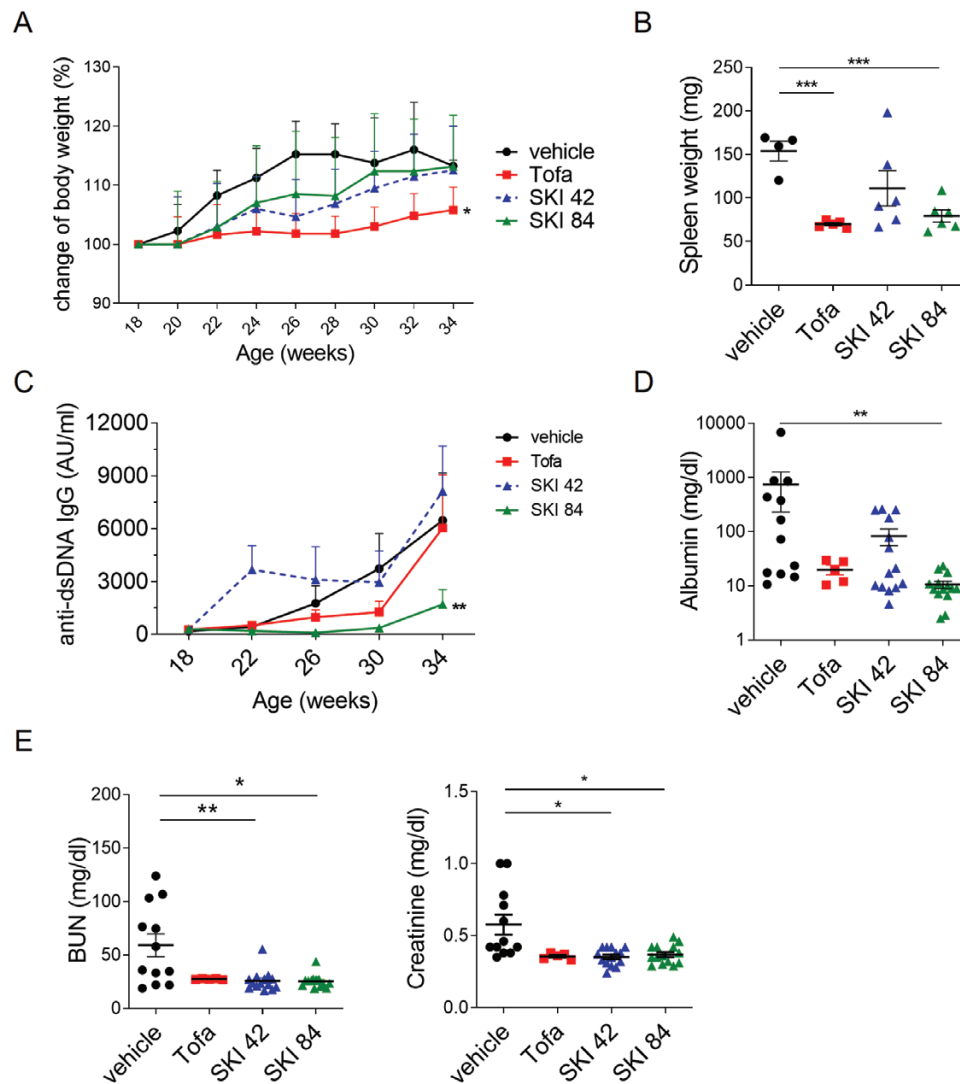 A
change of body weight (%)
130
120
110
100
90
18 20 22 24 26 28 30 32 34
Age (weeks)
vehicle
Tofa
SKI 42
SKI 84
*
B
Spleen weight (mg)
250
200
150
100
50
0
***
***
vehicle Tofa SKI 42 SKI 84
C
anti-dsDNA IgG (AU/ml)
12000
9000
6000
3000
0
18 22 26 30 34
Age (weeks)
vehicle
Tofa
SKI 42
SKI 84
**
D
Albumin (mg/dl)
10000
1000
100
10
1
**
vehicle Tofa SKI 42 SKI 84
E
BUN (mg/dl)
200
150
100
50
0
*
**
vehicle Tofa SKI 42 SKI 84
Creatinine (mg/dl)
1.5
1.0
0.5
0.0
*
*
vehicle Tofa SKI 42 SKI 84